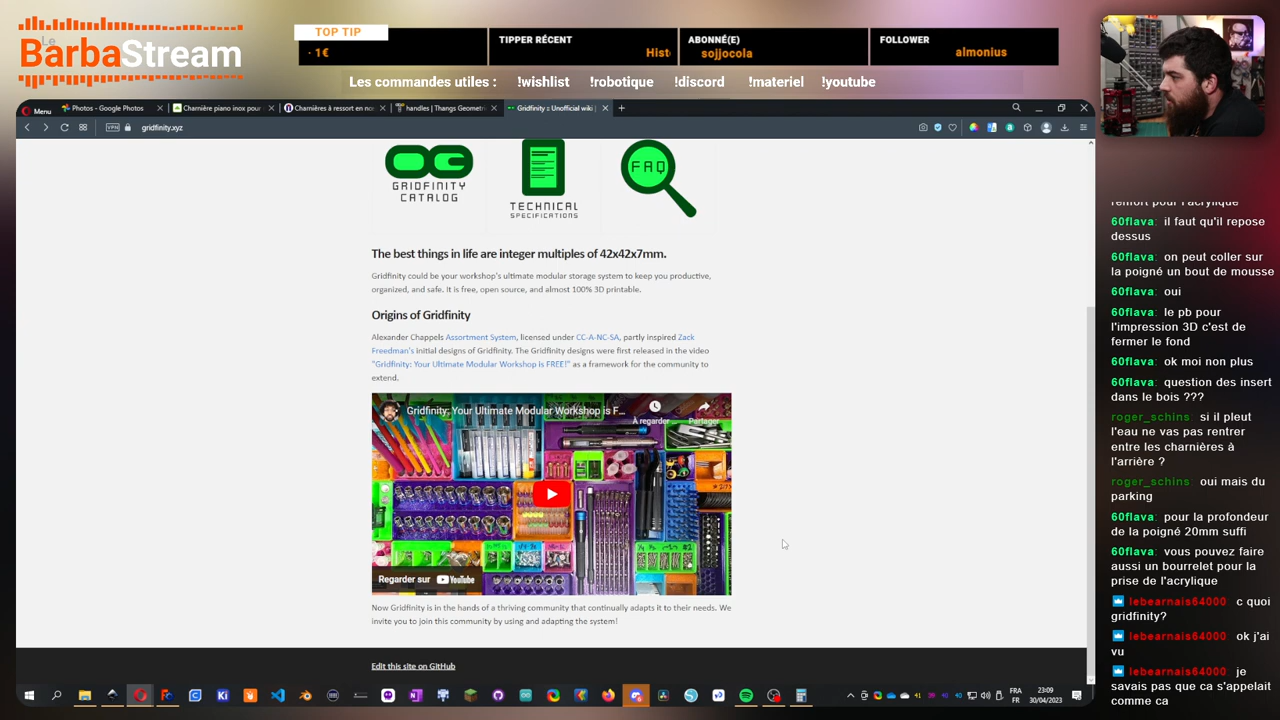 Le
BarbaStream
TOP TIP
- 1€
TIPPER RÉCENT
Hist
ABONNÉ(E)
sojjocola
FOLLOWER
almonius
Les commandes utiles : !wishlist !robotique !discord !materiel !youtube
Menu
Photos - Google Photos
Charnière piano inox pour
Charnières à ressort en no
handles | Thangs Geometri
Gridfinity :: Unofficial wiki |
VPN
gridfinity.xyz
GRIDFINITY
CATALOG
TECHNICAL
SPECIFICATIONS
FAQ
The best things in life are integer multiples of 42x42x7mm.
Gridfinity could be your workshop's ultimate modular storage system to keep you productive,
organized, and safe. It is free, open source, and almost 100% 3D printable.
Origins of Gridfinity
Alexander Chappels Assortment System, licensed under CC-A-NC-SA, partly inspired Zack
Freedman's initial designs of Gridfinity. The Gridfinity designs were first released in the video
"Gridfinity: Your Ultimate Modular Workshop is FREE!" as a framework for the community to
extend.
Gridfinity: Your Ultimate Modular Workshop is F...
À regarder ...
Partager
Regarder sur YouTube
Now Gridfinity is in the hands of a thriving community that continually adapts it to their needs. We
invite you to join this community by using and adapting the system!
Edit this site on GitHub
FRA
FR
23:09
30/04/2023
renfort pour l'acrylique
60flava: il faut qu'il repose
dessus
60flava: on peut coller sur
la poigné un bout de mousse
60flava: oui
60flava: le pb pour
l'impression 3D c'est de
fermer le fond
60flava: ok moi non plus
60flava: question des insert
dans le bois ???
roger_schins: si il pleut
l'eau ne vas pas rentrer
entre les charnières à
l'arrière ?
roger_schins: oui mais du
parking
60flava: pour la profondeur
de la poigné 20mm suffi
60flava: vous pouvez faire
aussi un bourrelet pour la
prise de l'acrylique
lebearnais64000: c quoi
gridfinity?
lebearnais64000: ok j'ai
vu
lebearnais64000: je
savais pas que ca s'appelait
comme ca